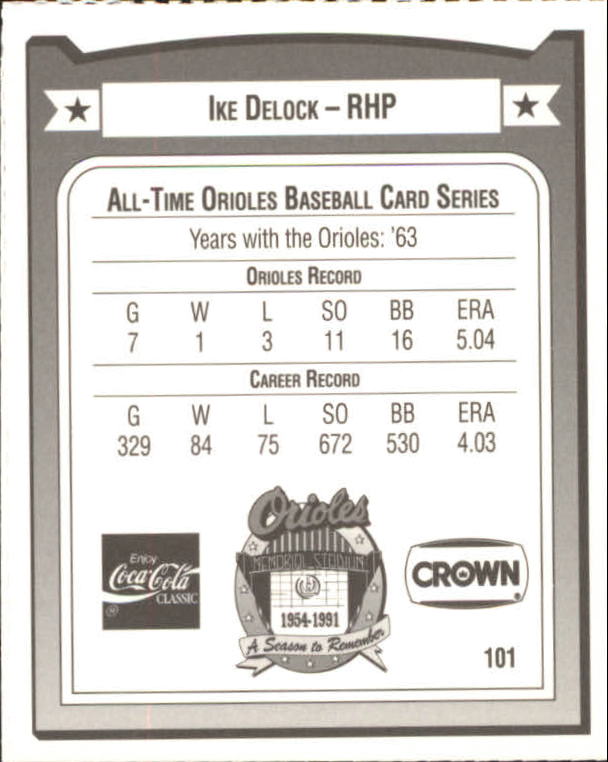 IKE DELOCK – RHP
ALL-TIME ORIOLES BASEBALL CARD SERIES
Years with the Orioles: '63
ORIOLES RECORD
G W L SO BB ERA
7 1 3 11 16 5.04
CAREER RECORD
G W L SO BB ERA
329 84 75 672 530 4.03
Orioles
MEMORIAL STADIUM
1954-1991
A Season to Remember
Enjoy
Coca-Cola
CLASSIC
®
CROWN
®
101